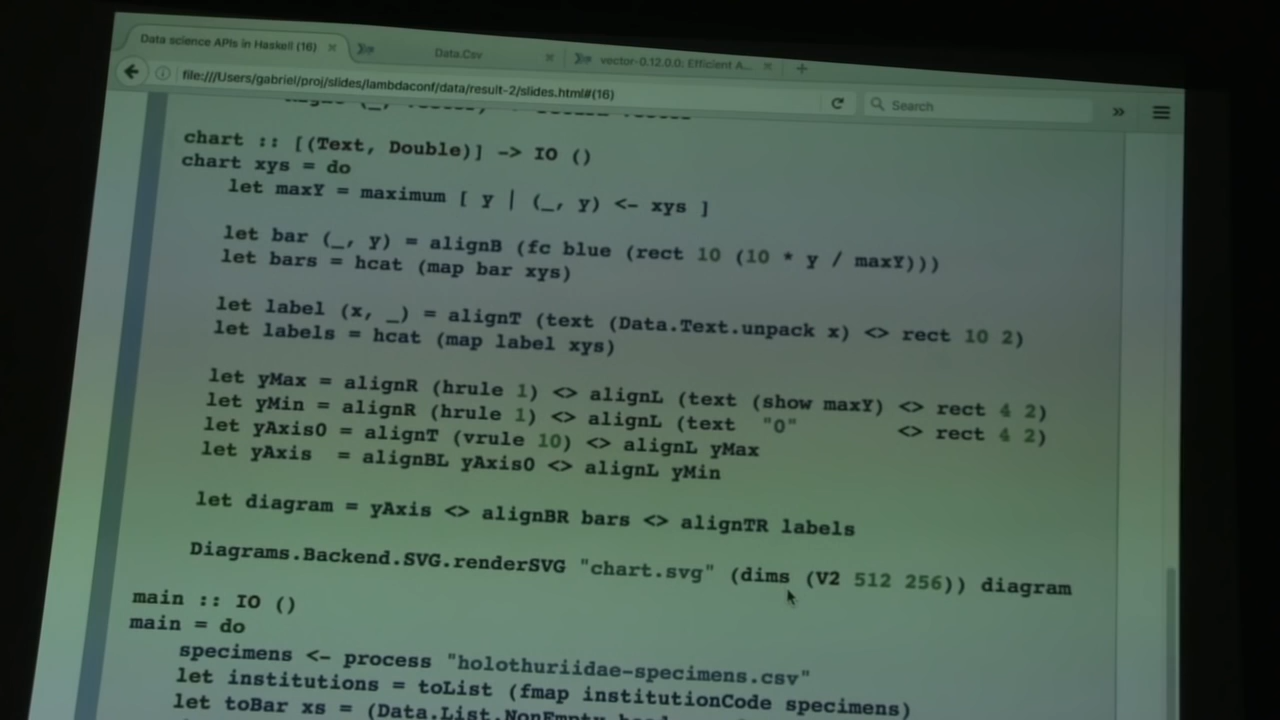 Data science APIs in Haskell (16) ×
Data.Csv ×
vector-0.12.0.0: Efficient A... × +
file:///Users/gabriel/proj/slides/lambdaconf/data/result-2/slides.html#(16)
Search
chart :: [(Text, Double)] -> IO ()
chart xys = do
let maxY = maximum [ y | (_, y) <- xys ]
let bar (_, y) = alignB (fc blue (rect 10 (10 * y / maxY)))
let bars = hcat (map bar xys)
let label (x, _) = alignT (text (Data.Text.unpack x) <> rect 10 2)
let labels = hcat (map label xys)
let yMax = alignR (hrule 1) <> alignL (text (show maxY) <> rect 4 2)
let yMin = alignR (hrule 1) <> alignL (text "0" <> rect 4 2)
let yAxis0 = alignT (vrule 10) <> alignL yMax
let yAxis = alignBL yAxis0 <> alignL yMin
let diagram = yAxis <> alignBR bars <> alignTR labels
Diagrams.Backend.SVG.renderSVG "chart.svg" (dims (V2 512 256)) diagram
main :: IO ()
main = do
specimens <- process "holothuriidae-specimens.csv"
let institutions = toList (fmap institutionCode specimens)
let toBar xs = (Data.List.NonEmpty